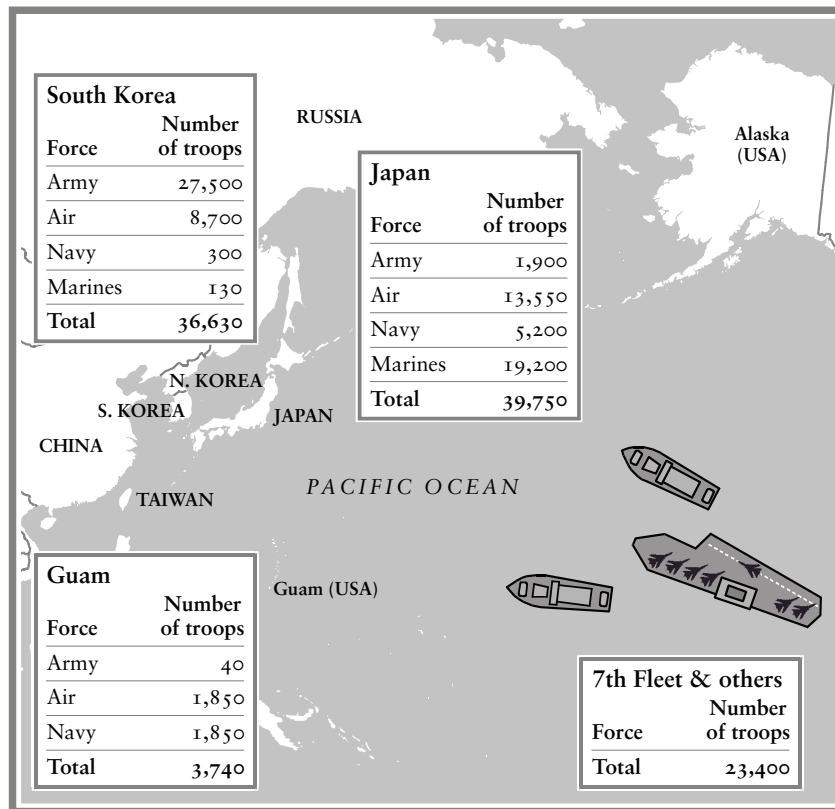 South Korea
Number
Force of troops
Army 27,500
Air 8,700
Navy 300
Marines 130
Total 36,630
RUSSIA
Alaska
(USA)
Japan
Number
Force of troops
Army 1,900
Air 13,550
Navy 5,200
Marines 19,200
Total 39,750
N. KOREA
S. KOREA
JAPAN
CHINA
TAIWAN
PACIFIC OCEAN
Guam
Number
Force of troops
Army 40
Air 1,850
Navy 1,850
Total 3,740
Guam (USA)
7th Fleet & others
Number
Force of troops
Total 23,400